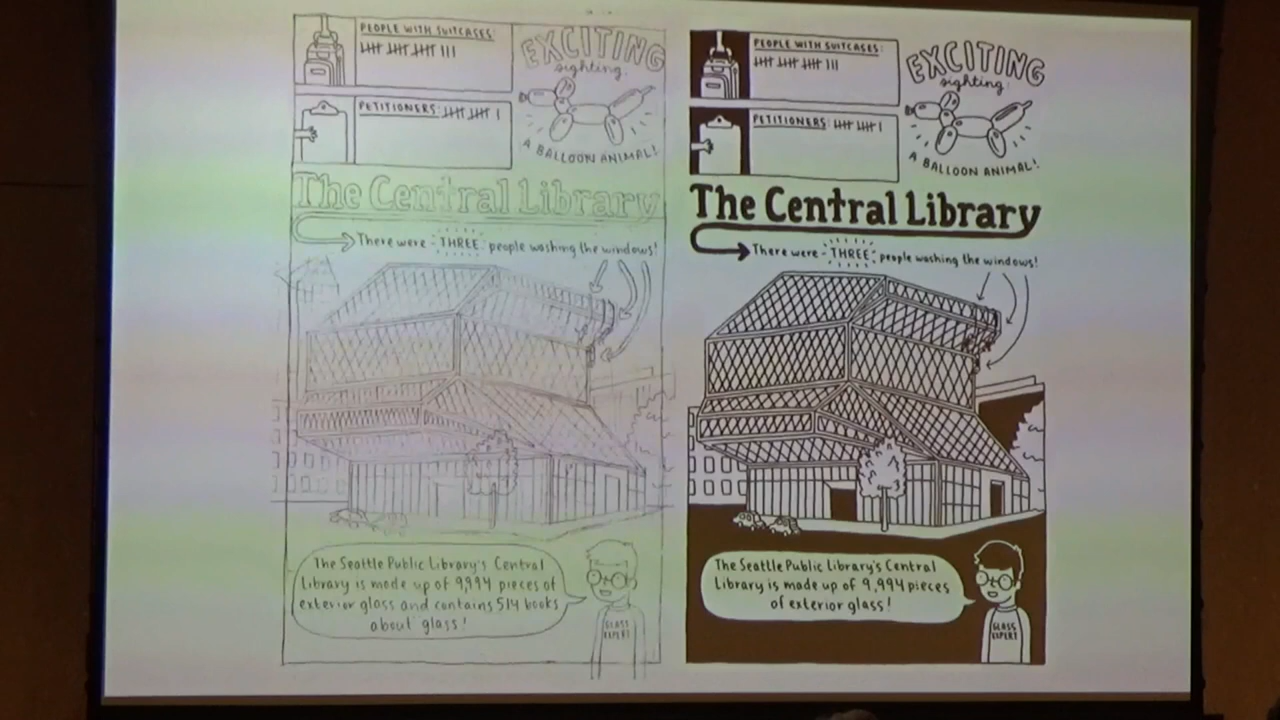 PEOPLE WITH SUITCASES:
PETITIONERS:
EXCITING
sighting:
A BALLOON ANIMAL!
The Central Library
There were THREE people washing the windows!
The Seattle Public Library's Central
Library is made up of 9,994 pieces of
exterior glass and contains 514 books
about glass!
GLASS
EXPERT
PEOPLE WITH SUITCASES:
PETITIONERS:
EXCITING
sighting:
A BALLOON ANIMAL!
The Central Library
There were THREE people washing the windows!
The Seattle Public Library's Central
Library is made up of 9,994 pieces
of exterior glass!
GLASS
EXPERT